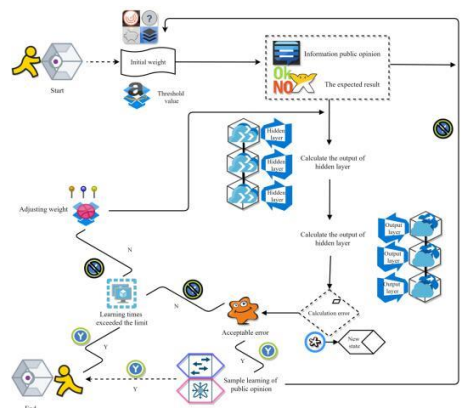 Start
Initial weight
Threshold
value
Information public opinion
Ok
NO
The expected result
Hidden
layer
Hidden
layer
Hidden
layer
Calculate the output of
hidden layer
Adjusting weight
Calculate the output of
hidden layer
Output
layer
Output
layer
Output
layer
N
N
Learning times
exceeded the limit
Acceptable error
Calculation error
New
state
Y
Y
Y
Y
Y
Sample learning of
public opinion
End